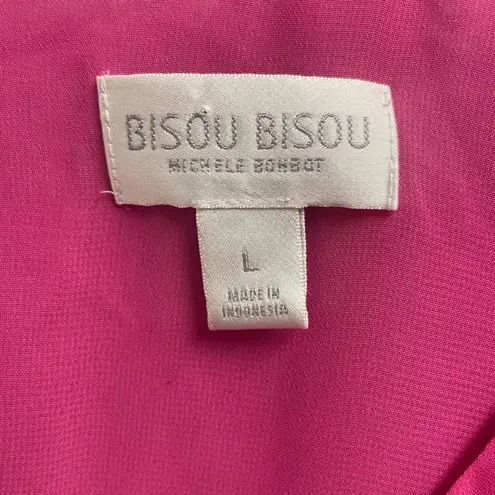 BISOU BISOU
MICHELE BOHBOT
L
MADE IN
INDONESIA